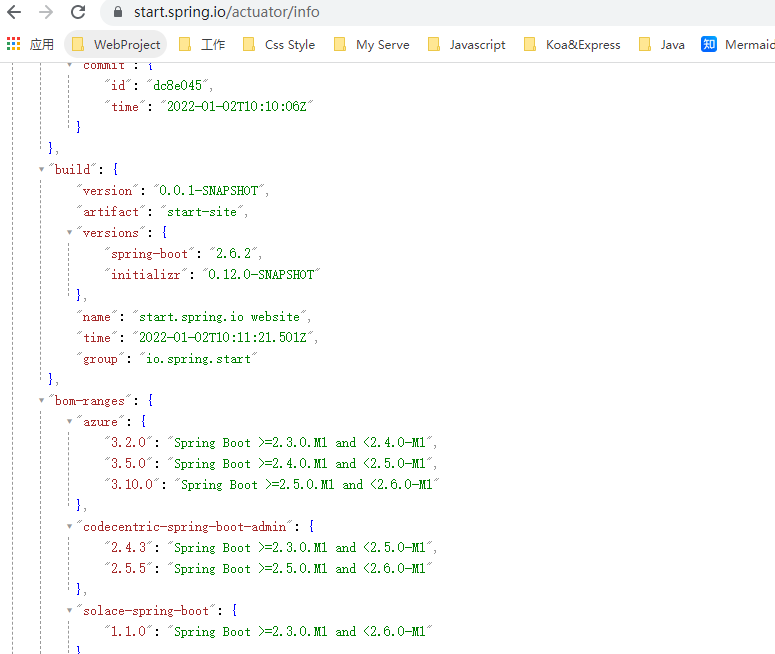 start.spring.io/actuator/info
应用 WebProject 工作 Css Style My Serve Javascript Koa&Express Java 知 Mermaid
"commit": {
"id": "dc8e045",
"time": "2022-01-02T10:10:06Z"
}
},
"build": {
"version": "0.0.1-SNAPSHOT",
"artifact": "start-site",
"versions": {
"spring-boot": "2.6.2",
"initializr": "0.12.0-SNAPSHOT"
},
"name": "start.spring.io website",
"time": "2022-01-02T10:11:21.501Z",
"group": "io.spring.start"
},
"bom-ranges": {
"azure": {
"3.2.0": "Spring Boot >=2.3.0.M1 and <2.4.0-M1",
"3.5.0": "Spring Boot >=2.4.0.M1 and <2.5.0-M1",
"3.10.0": "Spring Boot >=2.5.0.M1 and <2.6.0-M1"
},
"codecentric-spring-boot-admin": {
"2.4.3": "Spring Boot >=2.3.0.M1 and <2.5.0-M1",
"2.5.5": "Spring Boot >=2.5.0.M1 and <2.6.0-M1"
},
"solace-spring-boot": {
"1.1.0": "Spring Boot >=2.3.0.M1 and <2.6.0-M1"
}